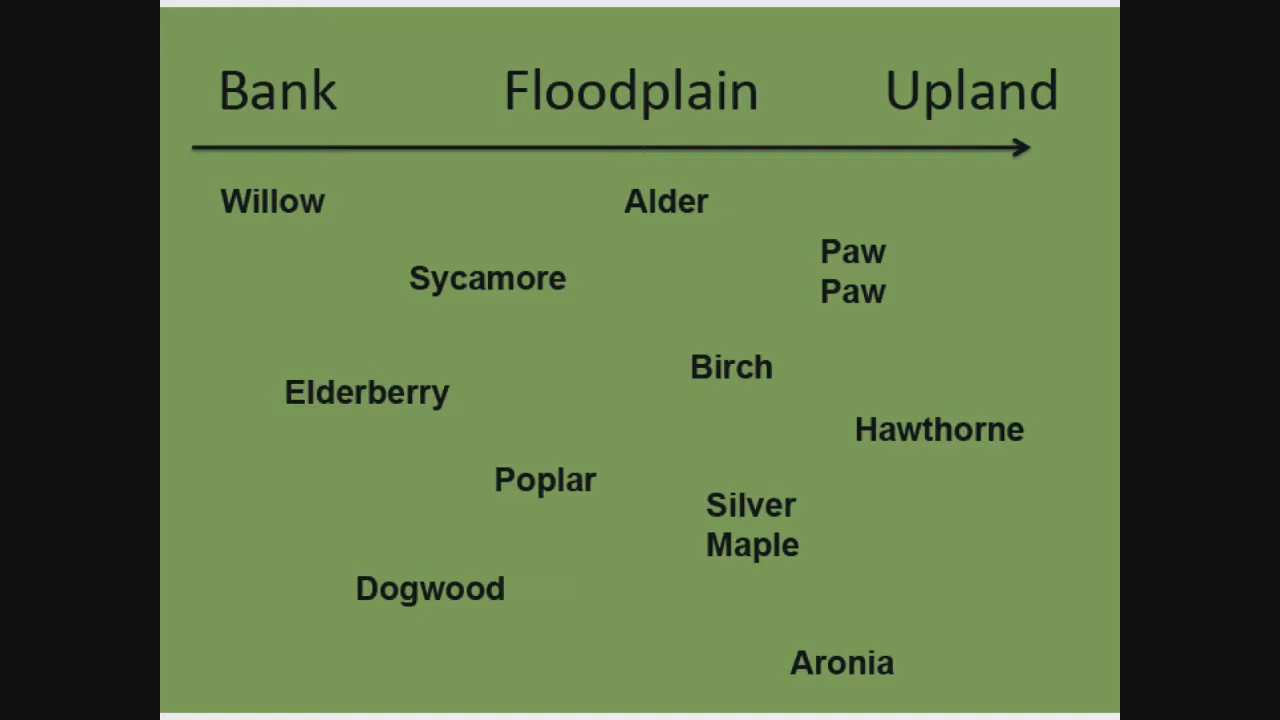 Bank Floodplain Upland
Willow Alder
Paw
Paw
Sycamore
Birch
Elderberry
Hawthorne
Poplar
Silver
Maple
Dogwood
Aronia